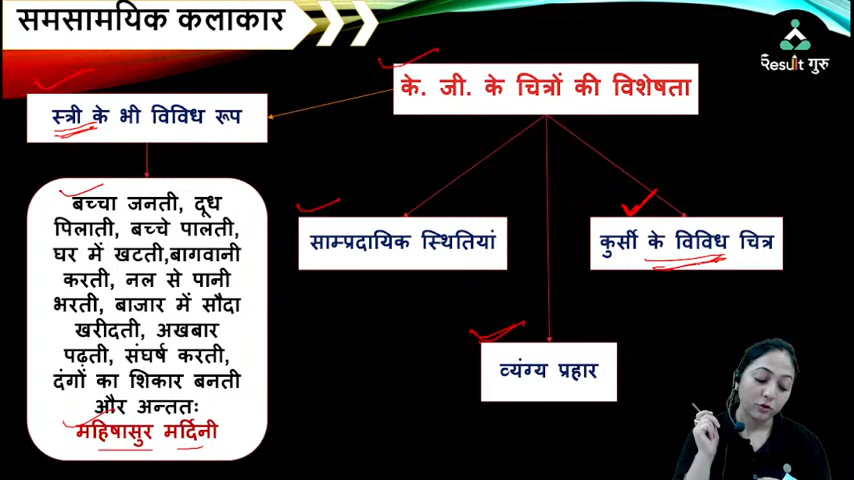 समसामयिक कलाकार
Result गुरु
के. जी. के चित्रों की विशेषता
स्त्री के भी विविध रूप
बच्चा जनती, दूध
पिलाती, बच्चे पालती,
घर में खटती,बागवानी
करती, नल से पानी
भरती, बाजार में सौदा
खरीदती, अखबार
पढ़ती, संघर्ष करती,
दंगों का शिकार बनती
और अन्ततः
महिषासुर मर्दिनी
साम्प्रदायिक स्थितियां
कुर्सी के विविध चित्र
व्यंग्य प्रहार